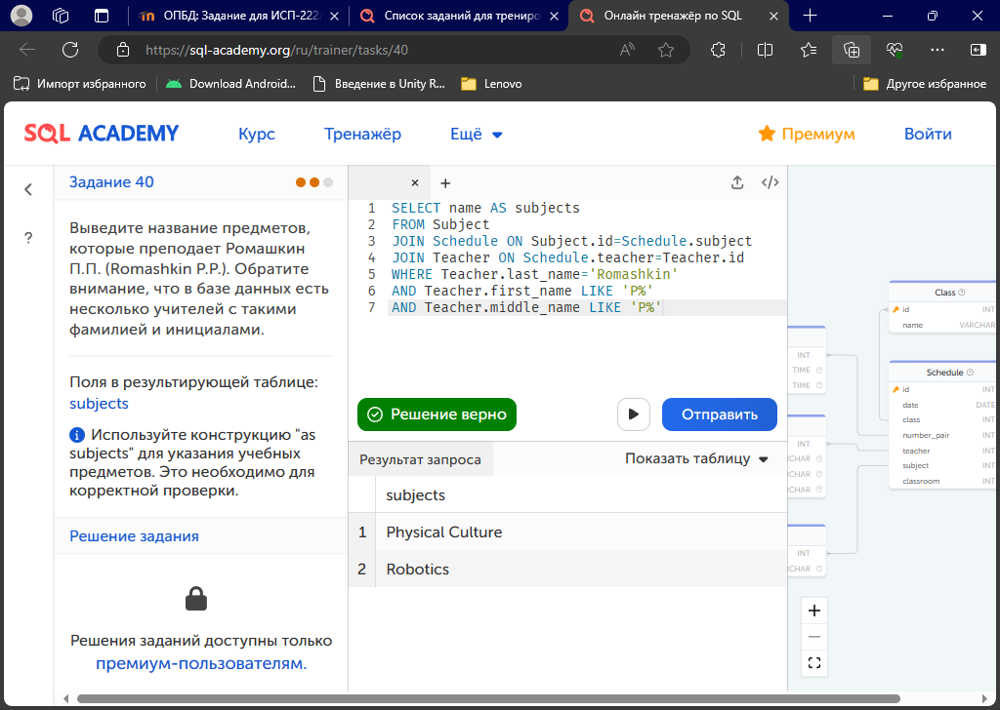 ОПБД: Задание для ИСП-222
Список заданий для трениро
Онлайн тренажёр по SQL
https://sql-academy.org/ru/trainer/tasks/40
Импорт избранного
Download Android...
Введение в Unity R...
Lenovo
Другое избранное
SQL ACADEMY
Курс
Тренажёр
Ещё
Премиум
Войти
Задание 40
?
Выведите название предметов,
которые преподает Ромашкин
П.П. (Romashkin P.P.). Обратите
внимание, что в базе данных есть
несколько учителей с такими
фамилией и инициалами.
Поля в результирующей таблице:
subjects
Используйте конструкцию "as
subjects" для указания учебных
предметов. Это необходимо для
корректной проверки.
Решение задания
Решения заданий доступны только
премиум-пользователям.
1 SELECT name AS subjects
2 FROM Subject
3 JOIN Schedule ON Subject.id=Schedule.subject
4 JOIN Teacher ON Schedule.teacher=Teacher.id
5 WHERE Teacher.last_name='Romashkin'
6 AND Teacher.first_name LIKE 'P%'
7 AND Teacher.middle_name LIKE 'P%'
Решение верно
Отправить
Результат запроса
Показать таблицу
subjects
1 Physical Culture
2 Robotics
INT
TIME
TIME
INT
CHAR
CHAR
CHAR
INT
CHAR
Class
id INT
name VARCHAR
Schedule
id INT
date DATE
class INT
number_pair INT
teacher INT
subject INT
classroom INT